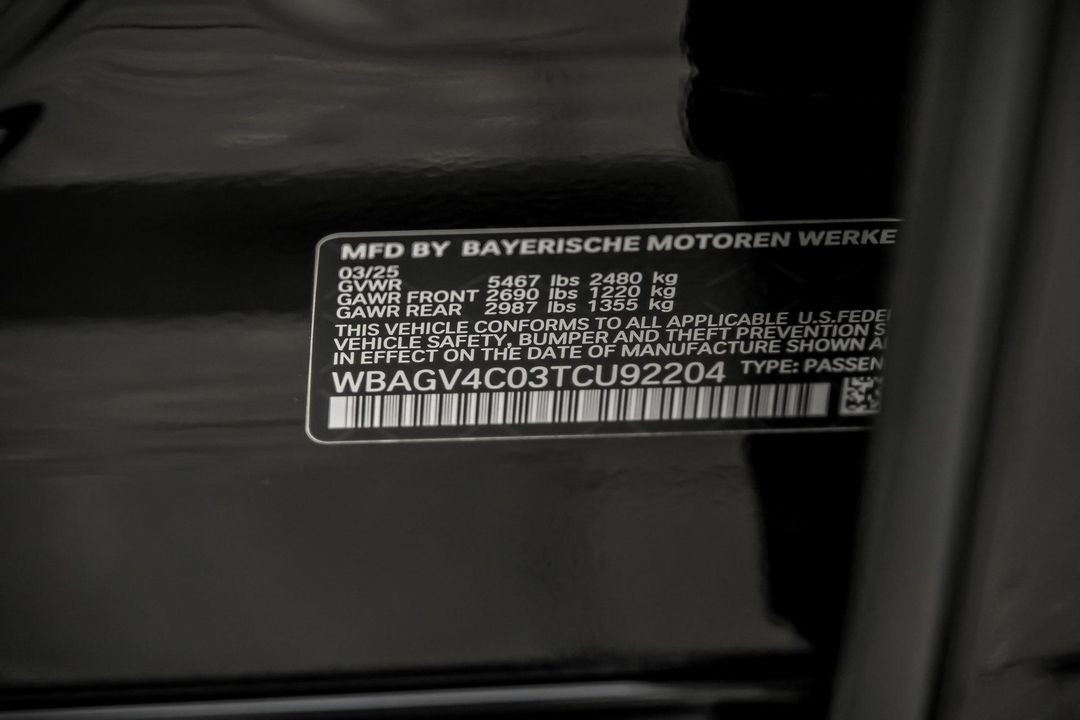 MFD BY BAYERISCHE MOTOREN WERKE
03/25
GVWR 5467 lbs 2480 kg
GAWR FRONT 2690 lbs 1220 kg
GAWR REAR 2987 lbs 1355 kg
THIS VEHICLE CONFORMS TO ALL APPLICABLE U.S.FEDE
VEHICLE SAFETY, BUMPER AND THEFT PREVENTION S
IN EFFECT ON THE DATE OF MANUFACTURE SHOWN A
WBAGV4C03TCU92204 TYPE: PASSEN